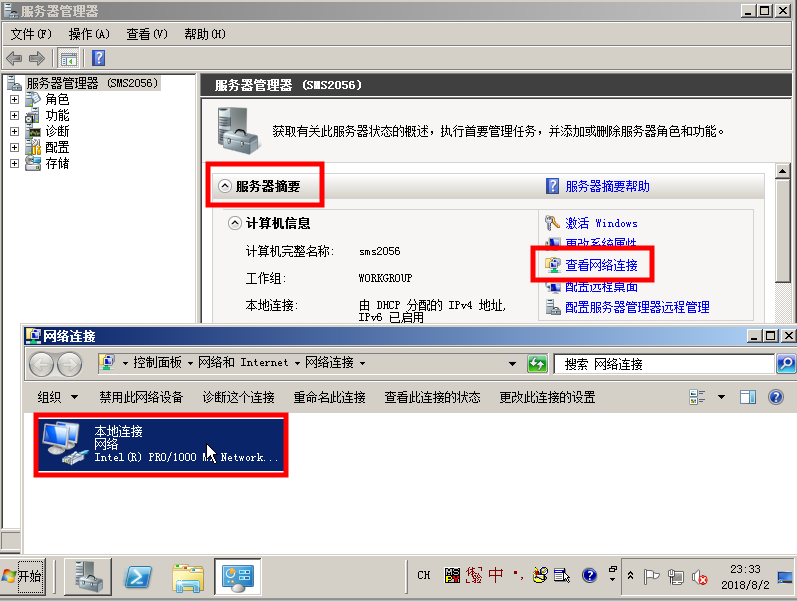 服务器管理器
文件(F) 操作(A) 查看(V) 帮助(H)
服务器管理器 (SMS2056)
角色
功能
诊断
配置
存储
服务器管理器 (SMS2056)
获取有关此服务器状态的概述，执行首要管理任务，并添加或删除服务器角色和功能。
服务器摘要
服务器摘要帮助
计算机信息
计算机完整名称: sms2056
工作组: WORKGROUP
本地连接: 由 DHCP 分配的 IPv4 地址,
IPv6 已启用
激活 Windows
更改系统属性
查看网络连接
配置远程桌面
配置服务器管理器远程管理
网络连接
控制面板 网络和 Internet 网络连接
搜索 网络连接
组织 禁用此网络设备 诊断这个连接 重命名此连接 查看此连接的状态 更改此连接的设置
本地连接
网络
Intel(R) PRO/1000 Network...
开始
CH
中
23:33
2018/8/2